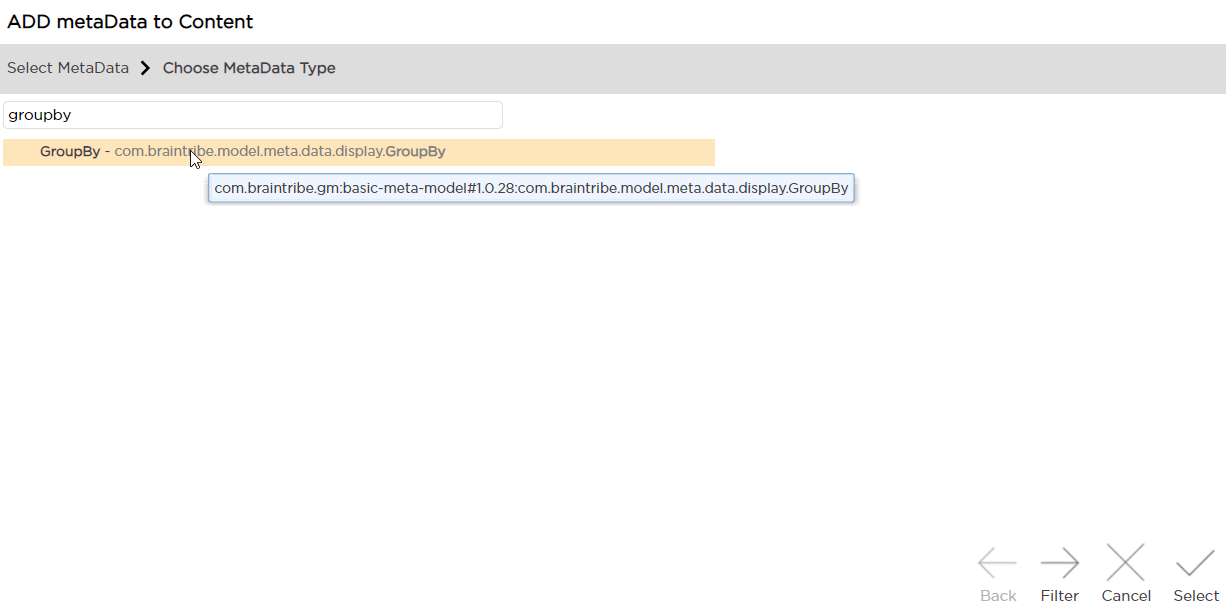 ADD metaData to Content
Select MetaData Choose MetaData Type
groupby
GroupBy - com.braintribe.model.meta.data.display.GroupBy
com.braintribe.gm:basic-meta-model#1.0.28:com.braintribe.model.meta.data.display.GroupBy
Back Filter Cancel Select